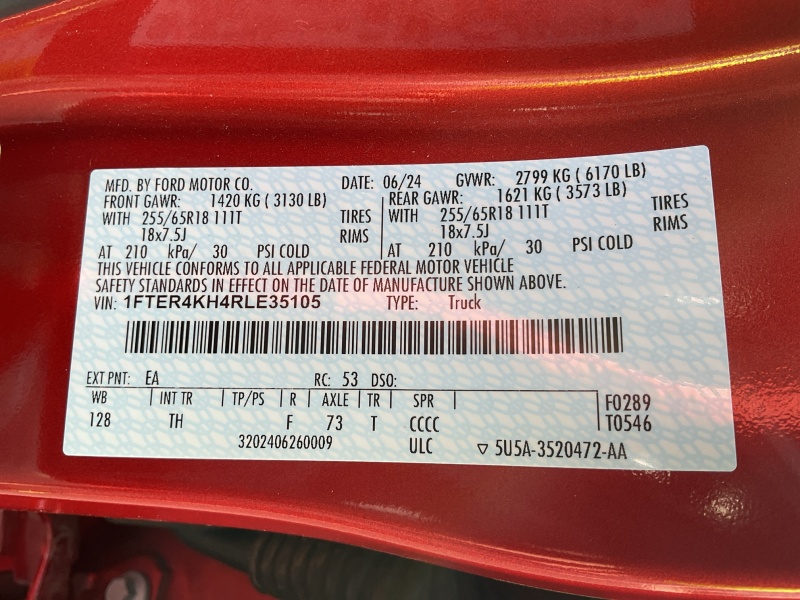 MFD. BY FORD MOTOR CO. DATE: 06/24 GVWR: 2799 KG ( 6170 LB)
FRONT GAWR: 1420 KG ( 3130 LB) REAR GAWR: 1621 KG ( 3573 LB)
WITH 255/65R18 111T TIRES WITH 255/65R18 111T TIRES
18x7.5J RIMS 18x7.5J RIMS
AT 210 kPa/ 30 PSI COLD AT 210 kPa/ 30 PSI COLD
THIS VEHICLE CONFORMS TO ALL APPLICABLE FEDERAL MOTOR VEHICLE
SAFETY STANDARDS IN EFFECT ON THE DATE OF MANUFACTURE SHOWN ABOVE.
VIN: 1FTER4KH4RLE35105 TYPE: Truck
EXT PNT: EA RC: 53 DSO:
WB INT TR TP/PS R AXLE TR SPR F0289
128 TH F 73 T CCCC T0546
3202406260009 ULC ▽ 5U5A-3520472-AA